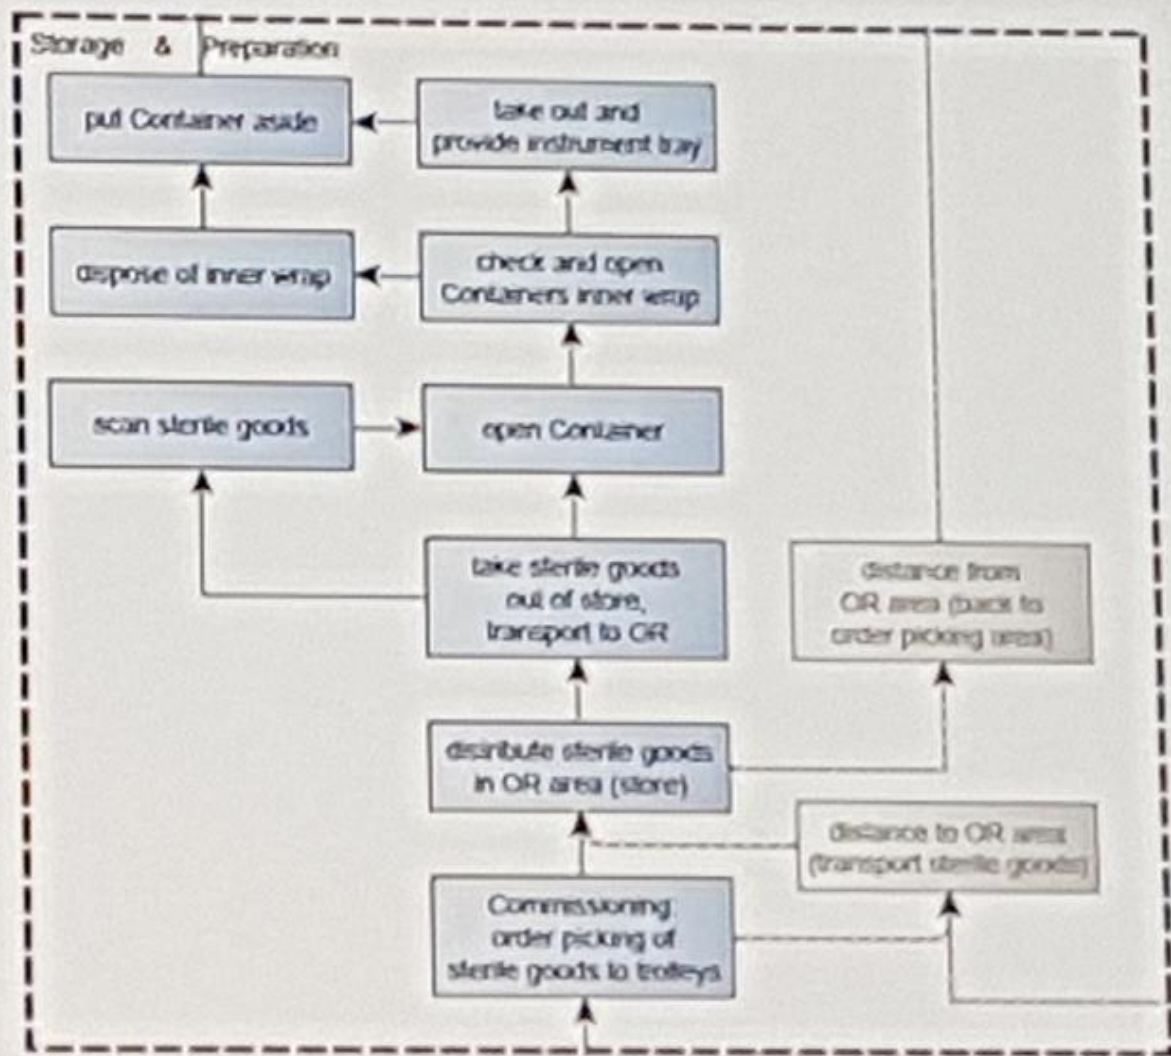 Storage & Preparation
put Container aside
take out and
provide instrument tray
dispose of inner wrap
check and open
Containers inner wrap
scan sterile goods
open Container
take sterile goods
out of store,
transport to OR
distance from
OR area (back to
order picking area)
distribute sterile goods
in OR area (store)
distance to OR area
(transport sterile goods)
Commissioning
order picking of
sterile goods to trolleys